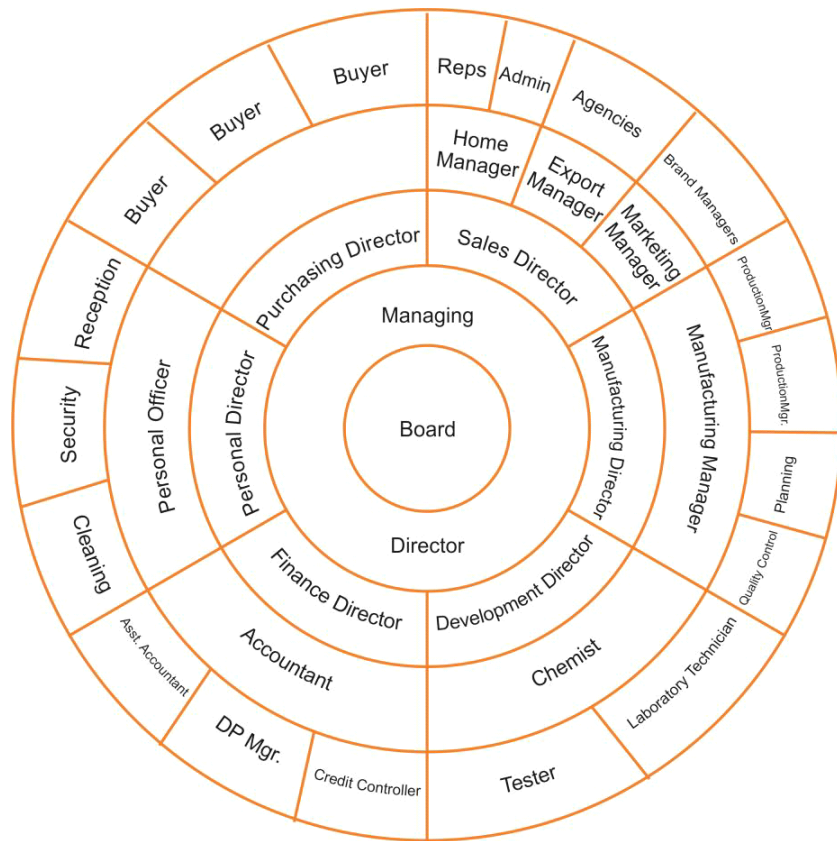 Buyer
Buyer
Buyer
Reps
Admin
Agencies
Brand Managers
Home
Manager
Export
Manager
Marketing
Manager
Purchasing Director
Sales Director
Reception
Security
Cleaning
Personal Officer
Personal Director
Managing
Board
Director
Manufacturing Director
Manufacturing Manager
ProductionMgr.
ProductionMgr.
Planning
Quality Control
Finance Director
Development Director
Accountant
Chemist
Asst. Accountant
DP Mgr.
Credit Controller
Tester
Laboratory Technician